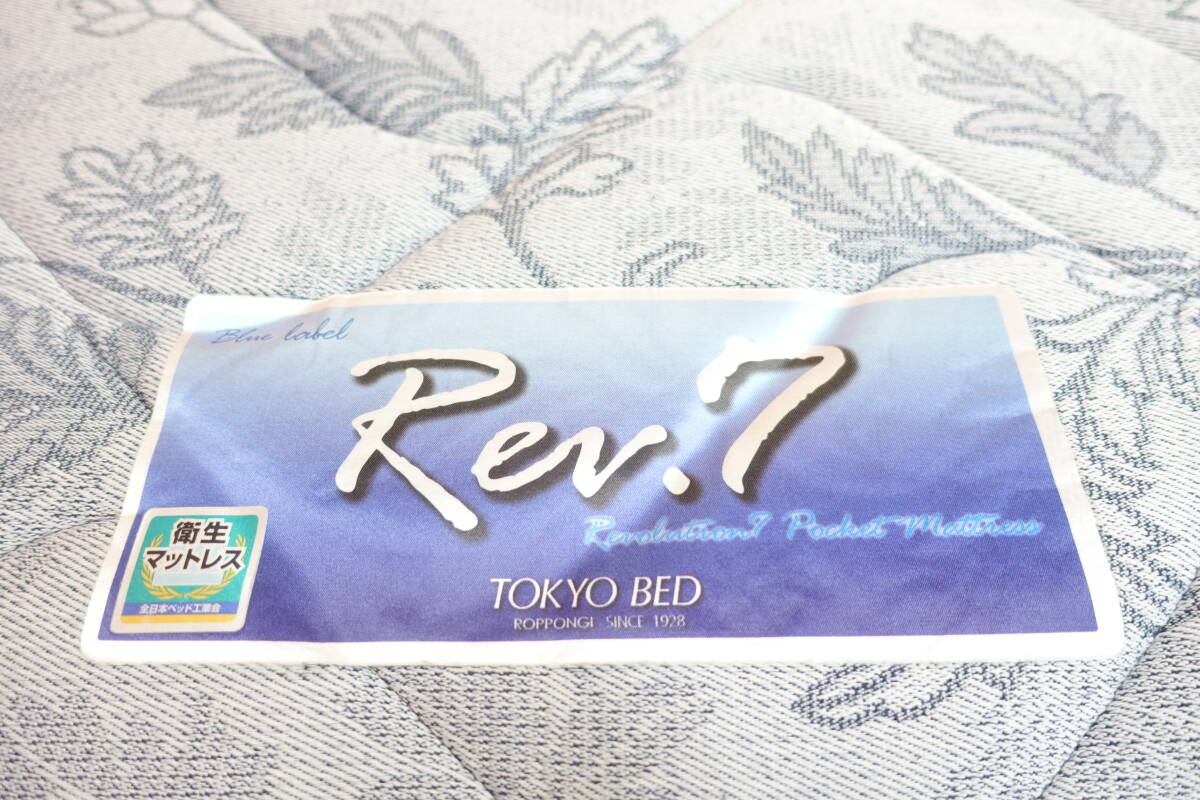 Blue label
Rev.7
Revolution7 Pocket Mattress
衛生
マットレス
全日本ベッド工業会
TOKYO BED
ROPPONGI SINCE 1928